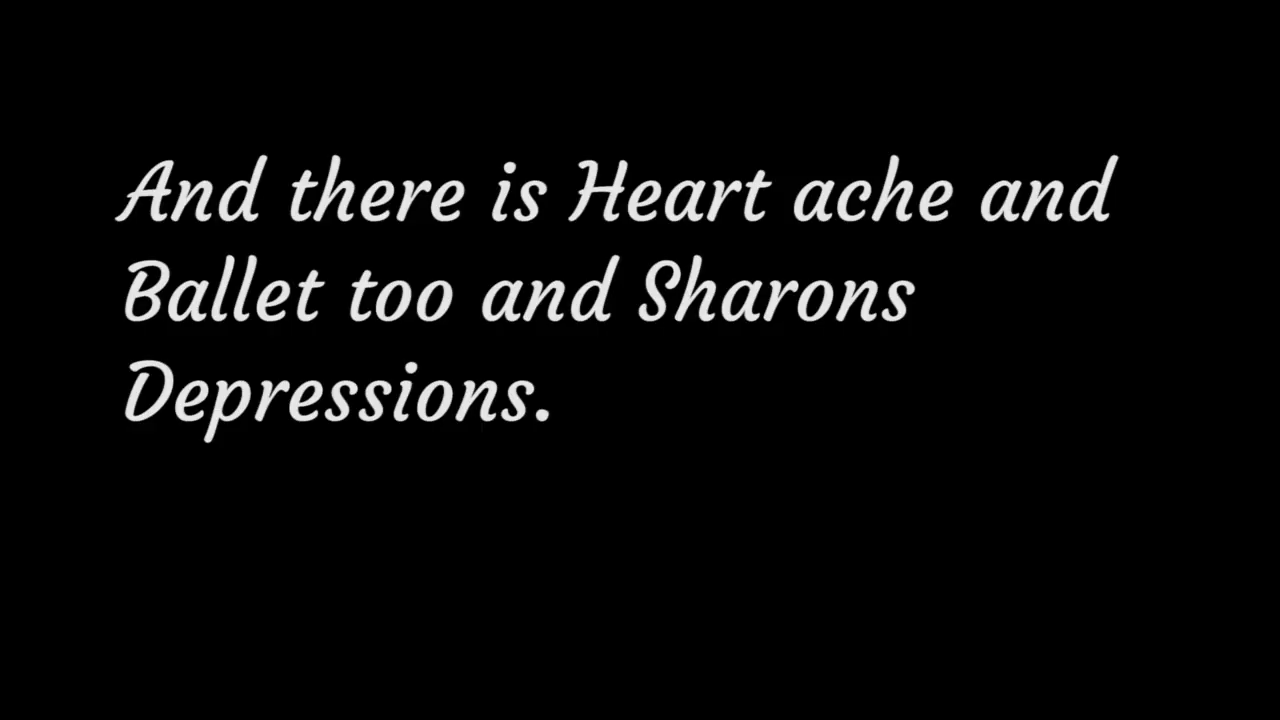 And there is Heart ache and
Ballet too and Sharons
Depressions.